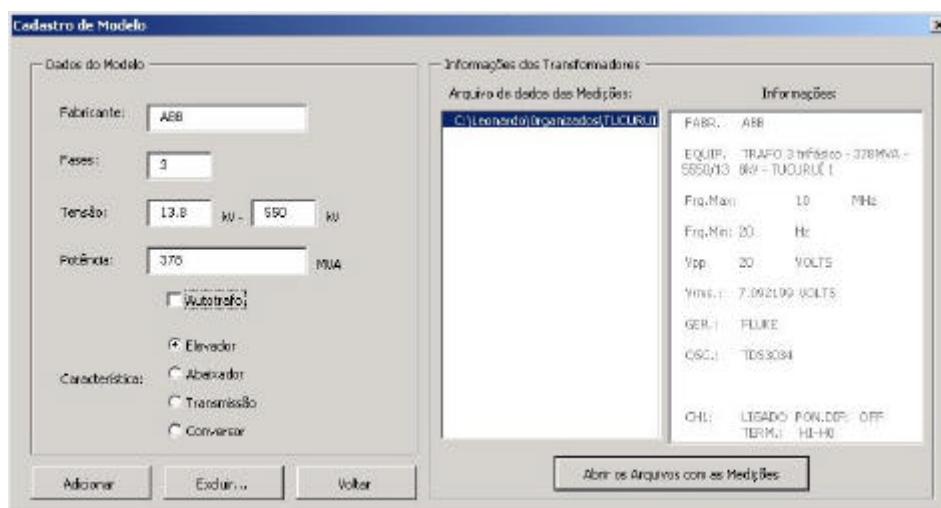 Cadastro de Modelo
Dados do Modelo
Fabricante: ABB
Fases: 3
Tensão: 13.8 kV - 550 kV
Potência: 378 MVA
Autotrafo
Característica:
Elevador
Abaixador
Transmissão
Conversor
Adicionar Excluir... Voltar
Informações dos Transformadores
Arquivo de dados das Medições: Informações:
C:\Leonardo\Organizados\TUCURUI
FABR. ABB
EQUIP. TRAFO 3 trifásico - 378MVA -
5550/13 8kV - TUCURUÍ 1
Frq.Max: 10 MHz
Frq.Min: 20 Hz
Vpp 20 VOLTS
Vrms.: 7.092199 VOLTS
GER.: FLUKE
OSC.: TDS3034
CH1: LIGADO PON.DIF: OFF
TERM.: H1-H0
Abrir os Arquivos com as Medições